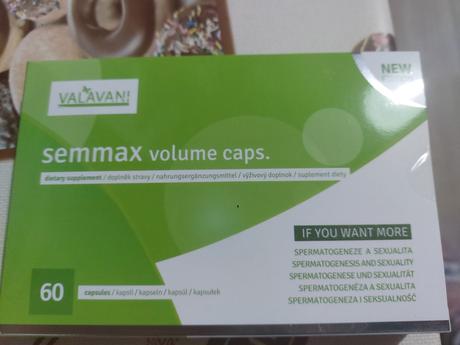 NEW
VALAVANI
semmax volume caps.
dietary supplement / doplněk stravy / nahrungsergänzungsmittel / výživový doplnok / suplement diety
IF YOU WANT MORE
SPERMATOGENEZE A SEXUALITA
SPERMATOGENESIS AND SEXUALITY
SPERMATOGENESE UND SEXUALITÄT
SPERMATOGENÉZA A SEXUALITA
SPERMATOGENEZA I SEKSUALNOŚĆ
60
capsules / kapslí / kapseln / kapsúl / kapsułek